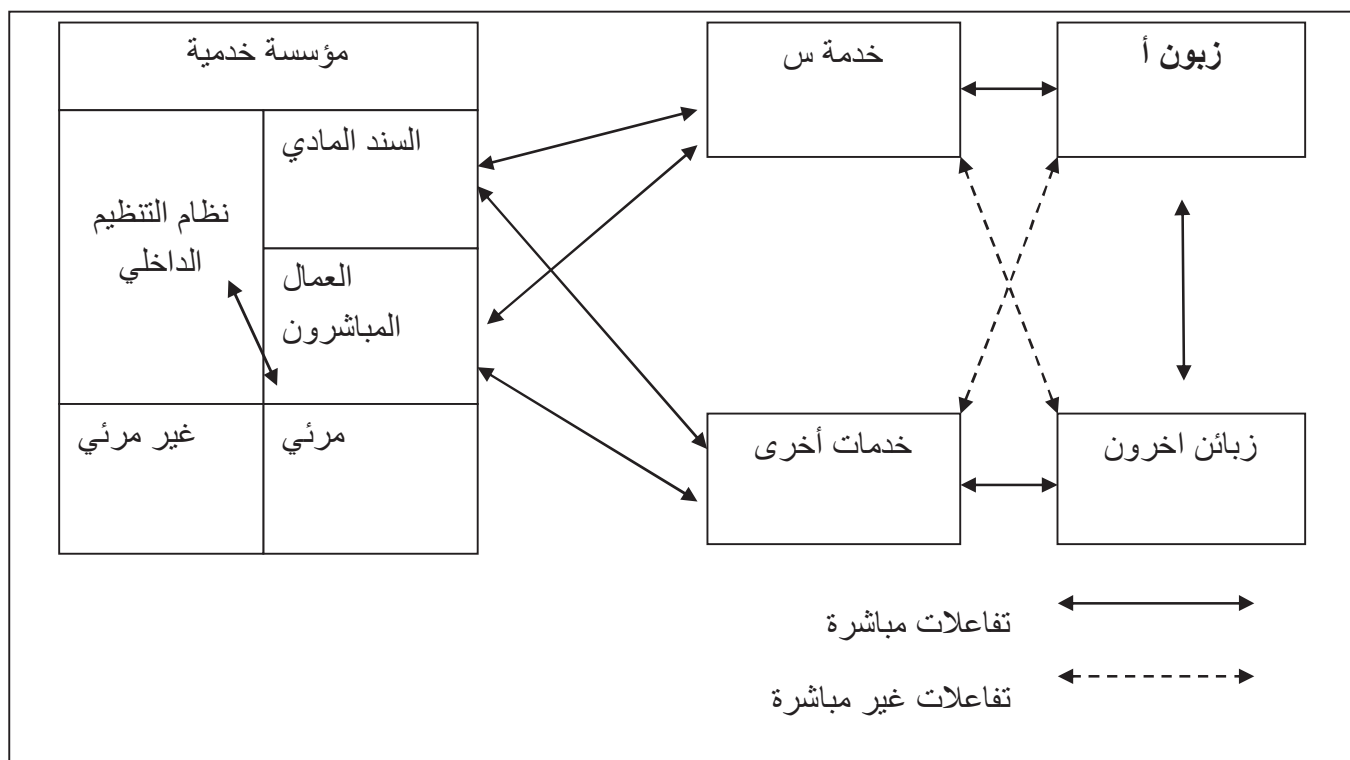 مؤسسة خدمية
خدمة س
زبون أ
السند المادي
نظام التنظيم
الداخلي
العمال
المباشرون
مرئي
غير مرئي
خدمات أخرى
زبائن اخرون
تفاعلات مباشرة
تفاعلات غير مباشرة